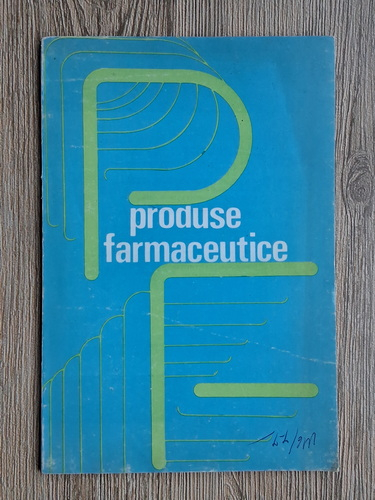 P
produse
farmaceutice
F